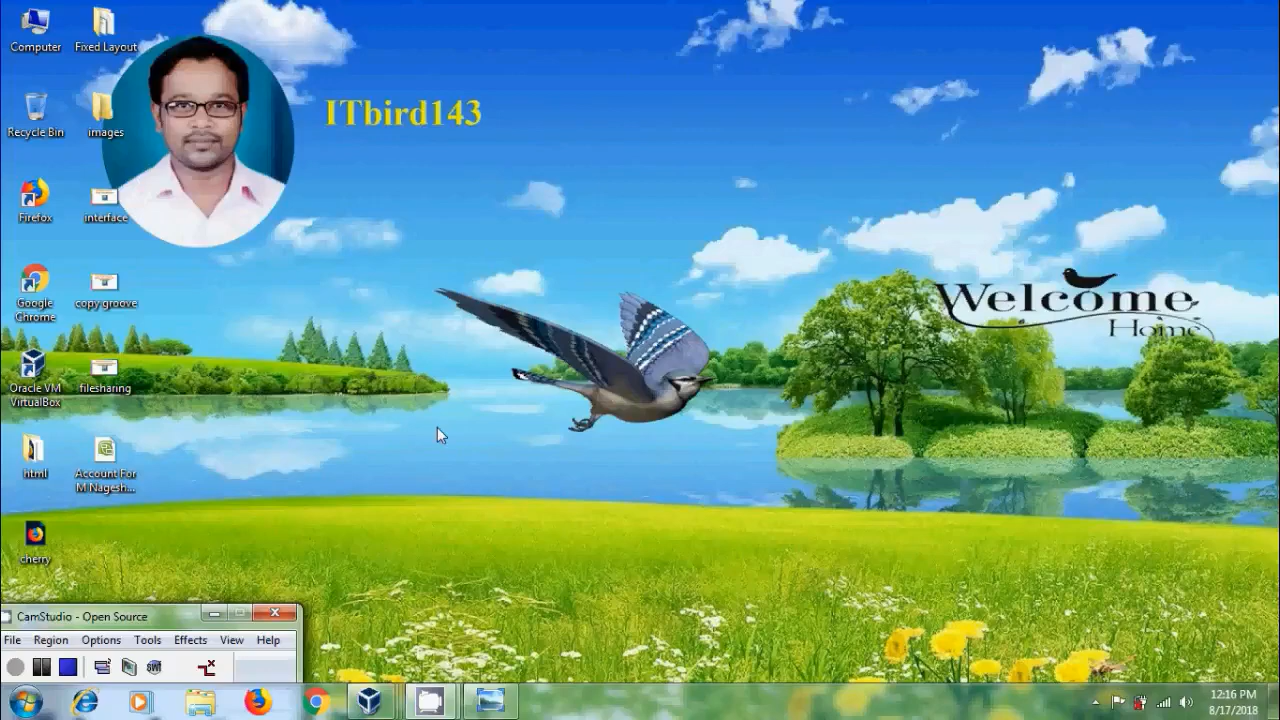 Computer
Fixed Layout
Recycle Bin
images
ITbird143
Firefox
interface
Google
Chrome
copy groove
Welcome
Home
Oracle VM
VirtualBox
filesharing
html
Account For
M Nagesh...
cherry
CamStudio - Open Source
File Region Options Tools Effects View Help
SWF
12:16 PM
8/17/2018